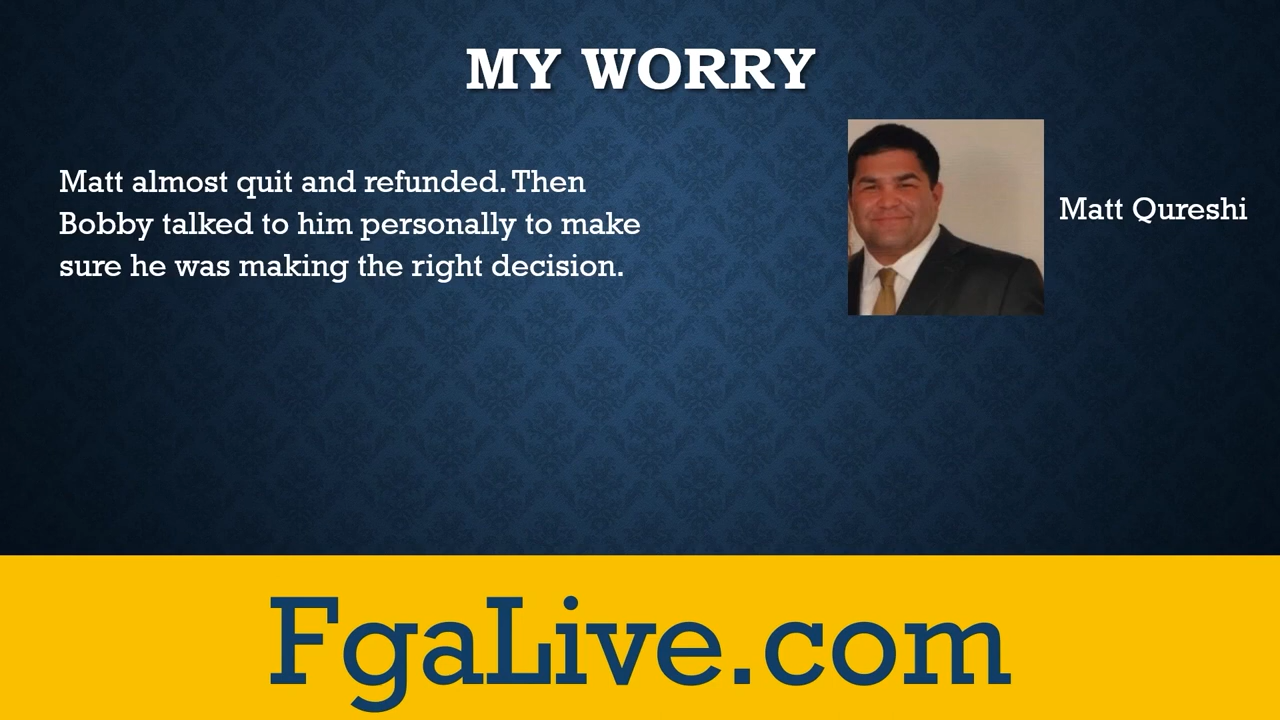 MY WORRY
Matt almost quit and refunded. Then
Bobby talked to him personally to make
sure he was making the right decision.
Matt Qureshi
FgaLive.com